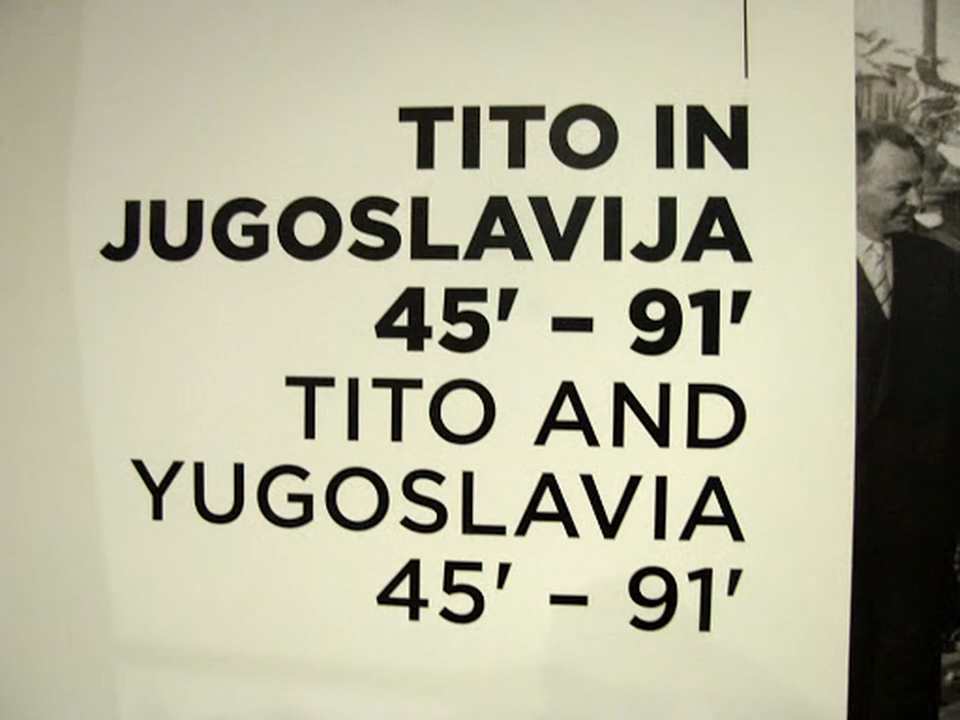 TITO IN
JUGOSLAVIJA
45' – 91'
TITO AND
YUGOSLAVIA
45' – 91'